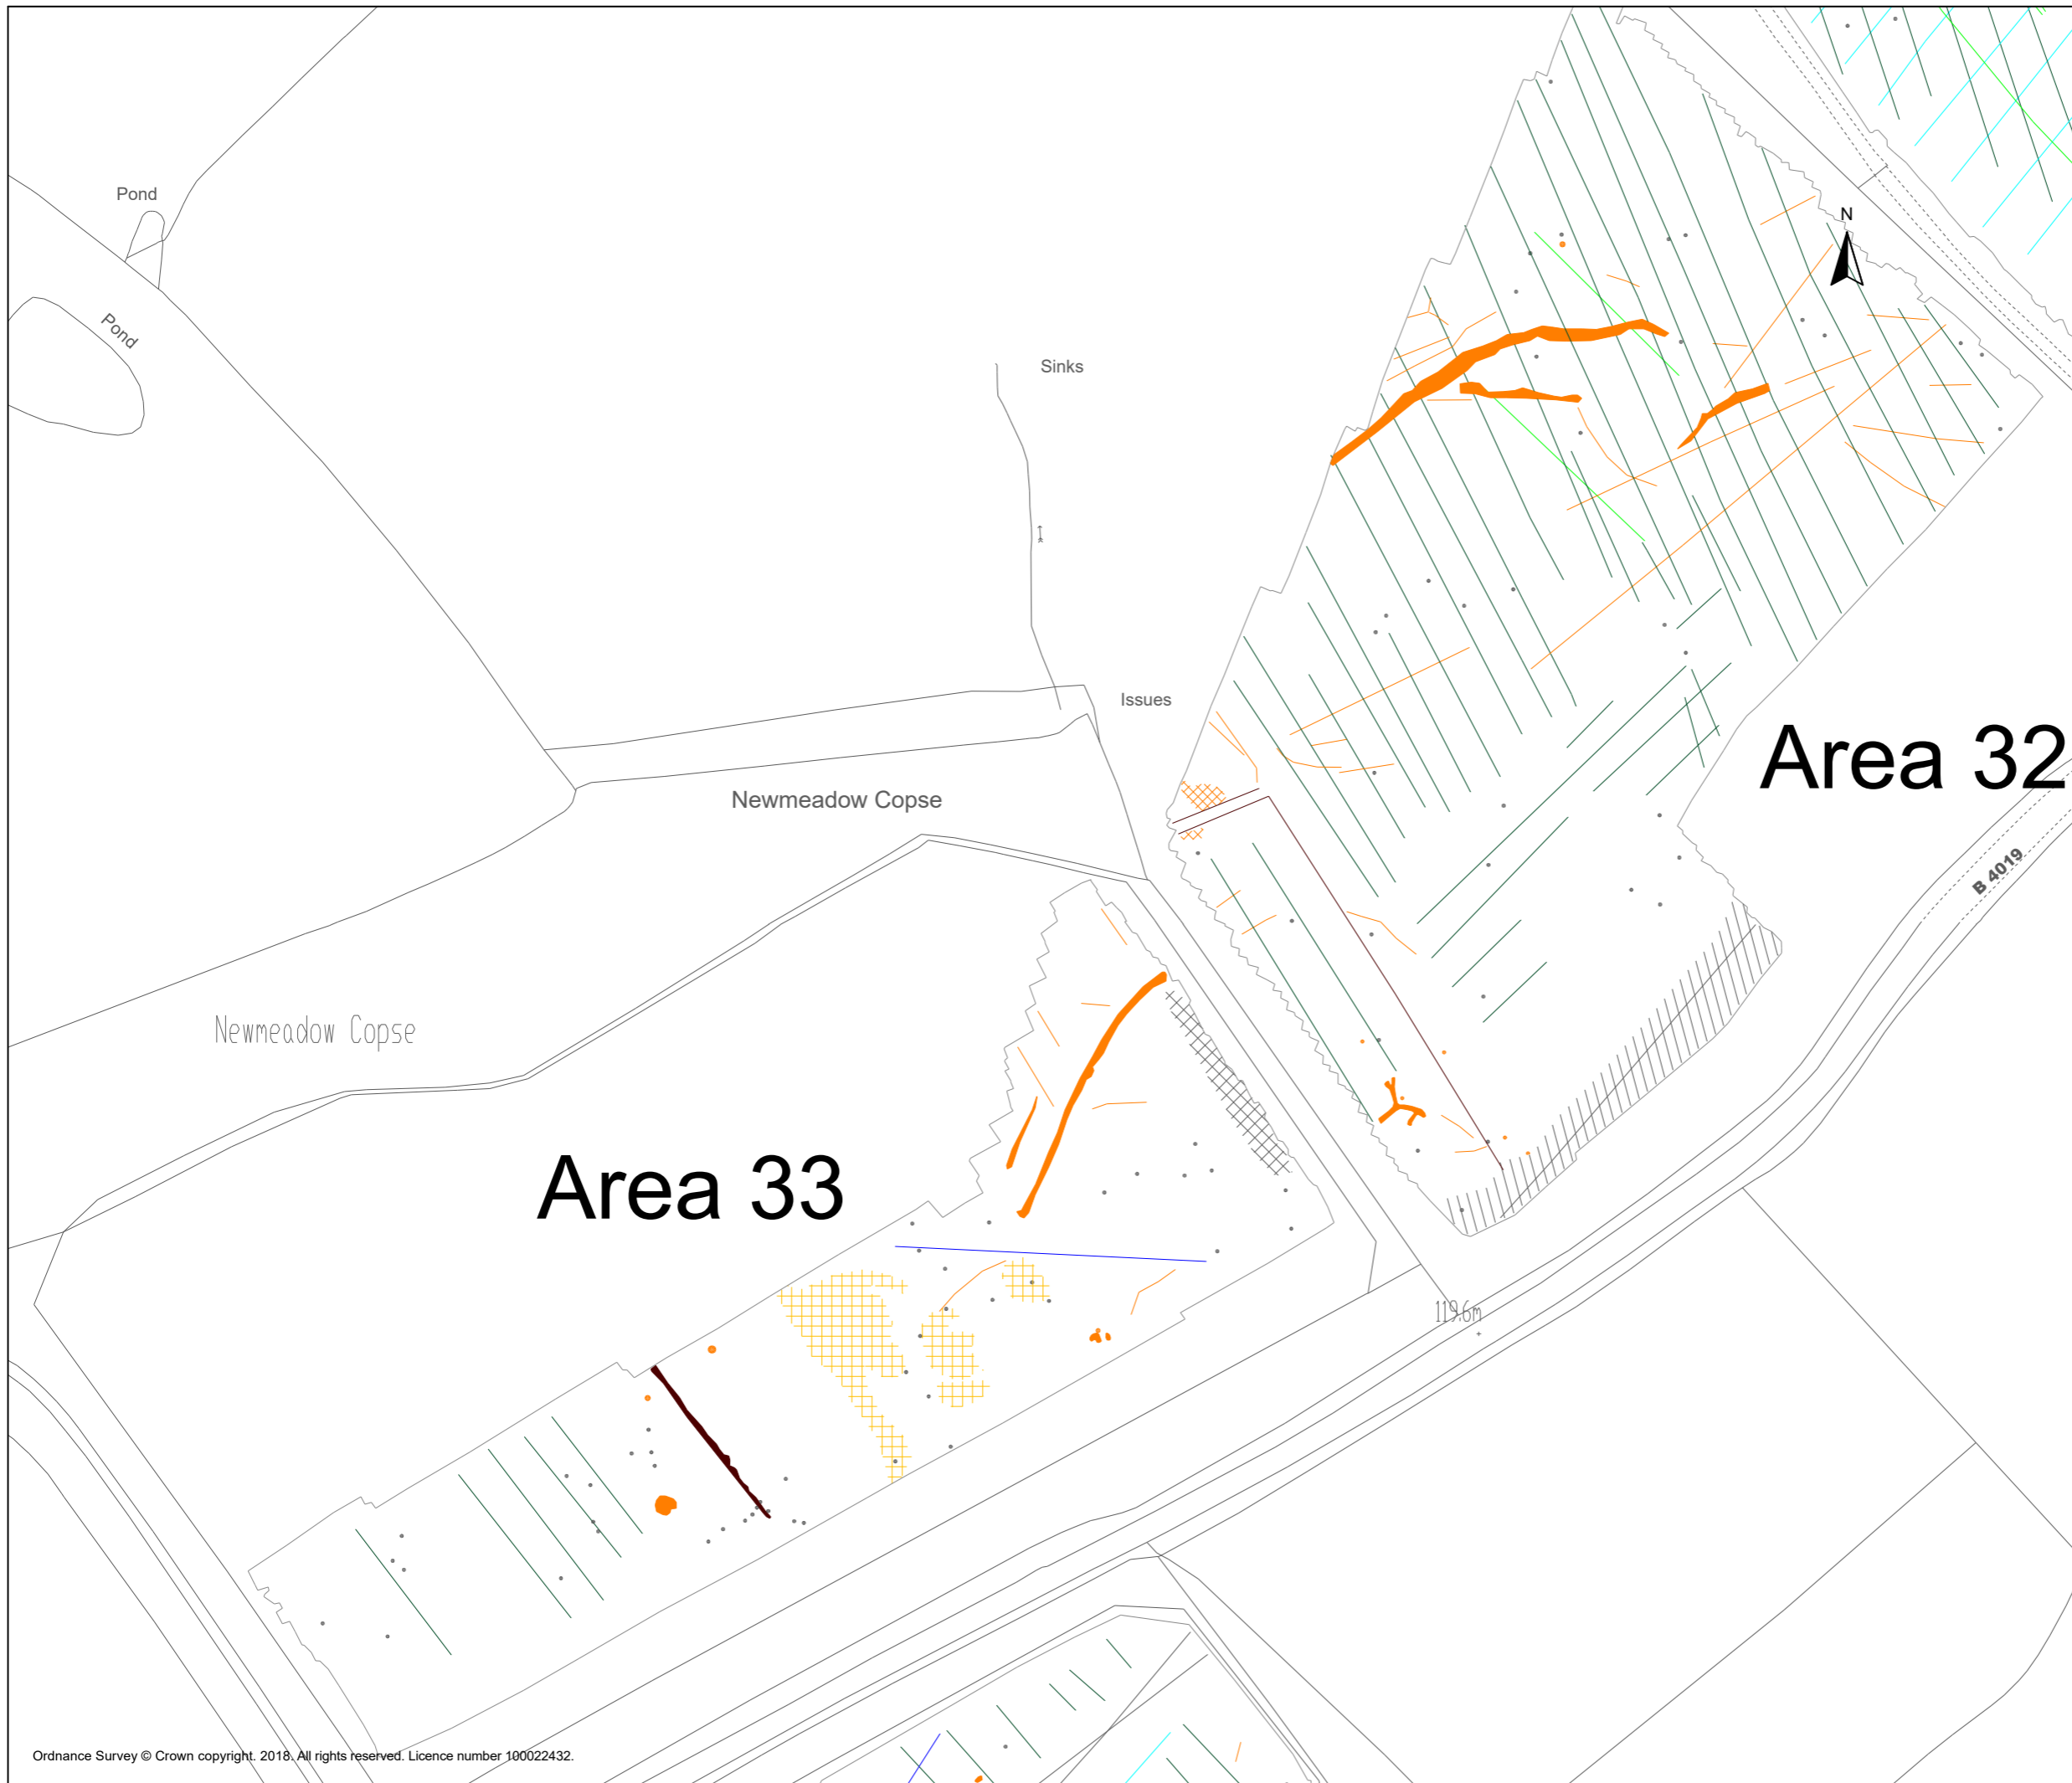 Pond
N
Pond
Sinks
Issues
Area 32
Newmeadow Copse
B 4019
Newmeadow Copse
Area 33
119.6m
Ordnance Survey © Crown copyright. 2018. All rights reserved. Licence number 100022432.